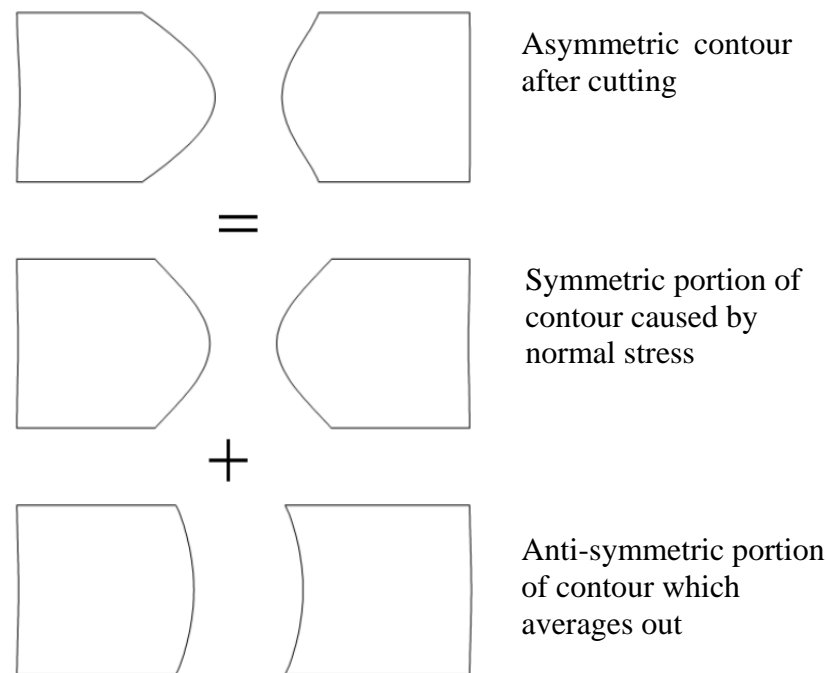 Asymmetric contour
after cutting
=
Symmetric portion of
contour caused by
normal stress
+
Anti-symmetric portion
of contour which
averages out